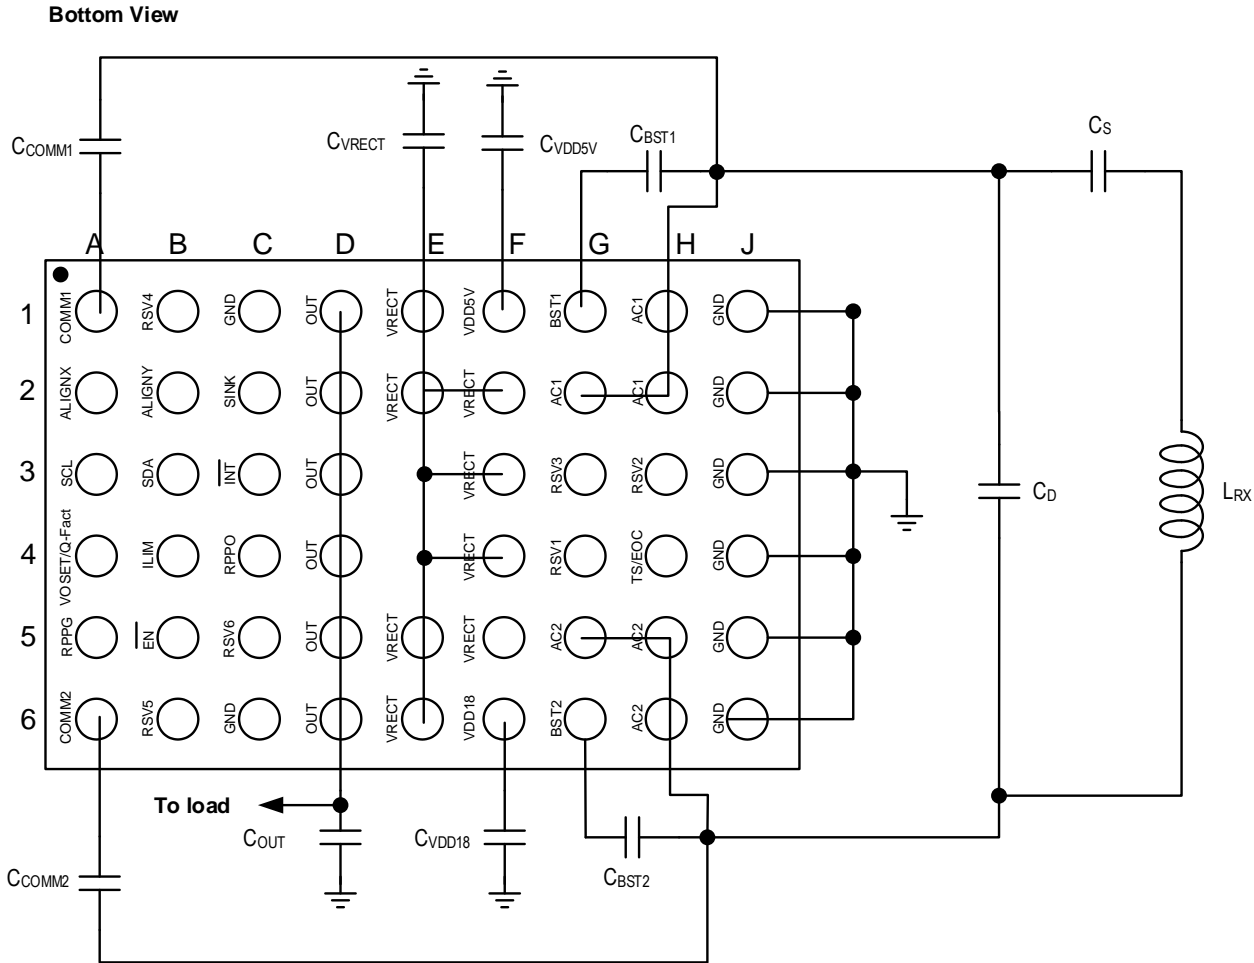 Bottom View
CCOMM1
CVRECT
CVDD5V
CBST1
CS
A B C D E F G H J
1 COMM1 RSV4 GND OUT VRECT VDD5V BST1 AC1 GND
2 ALIGNX ALIGNY SINK OUT VRECT VRECT AC1 AC1 GND
3 SCL SDA INT OUT VRECT RSV3 RSV2 GND
CD
LRX
4 VOSET/Q-Fact ILIM RPPO OUT VRECT RSV1 TS/EOC GND
5 RPPG EN RSV6 OUT VRECT VRECT AC2 AC2 GND
6 COMM2 RSV5 GND OUT VRECT VDD18 BST2 AC2 GND
To load
COUT
CVDD18
CBST2
CCOMM2